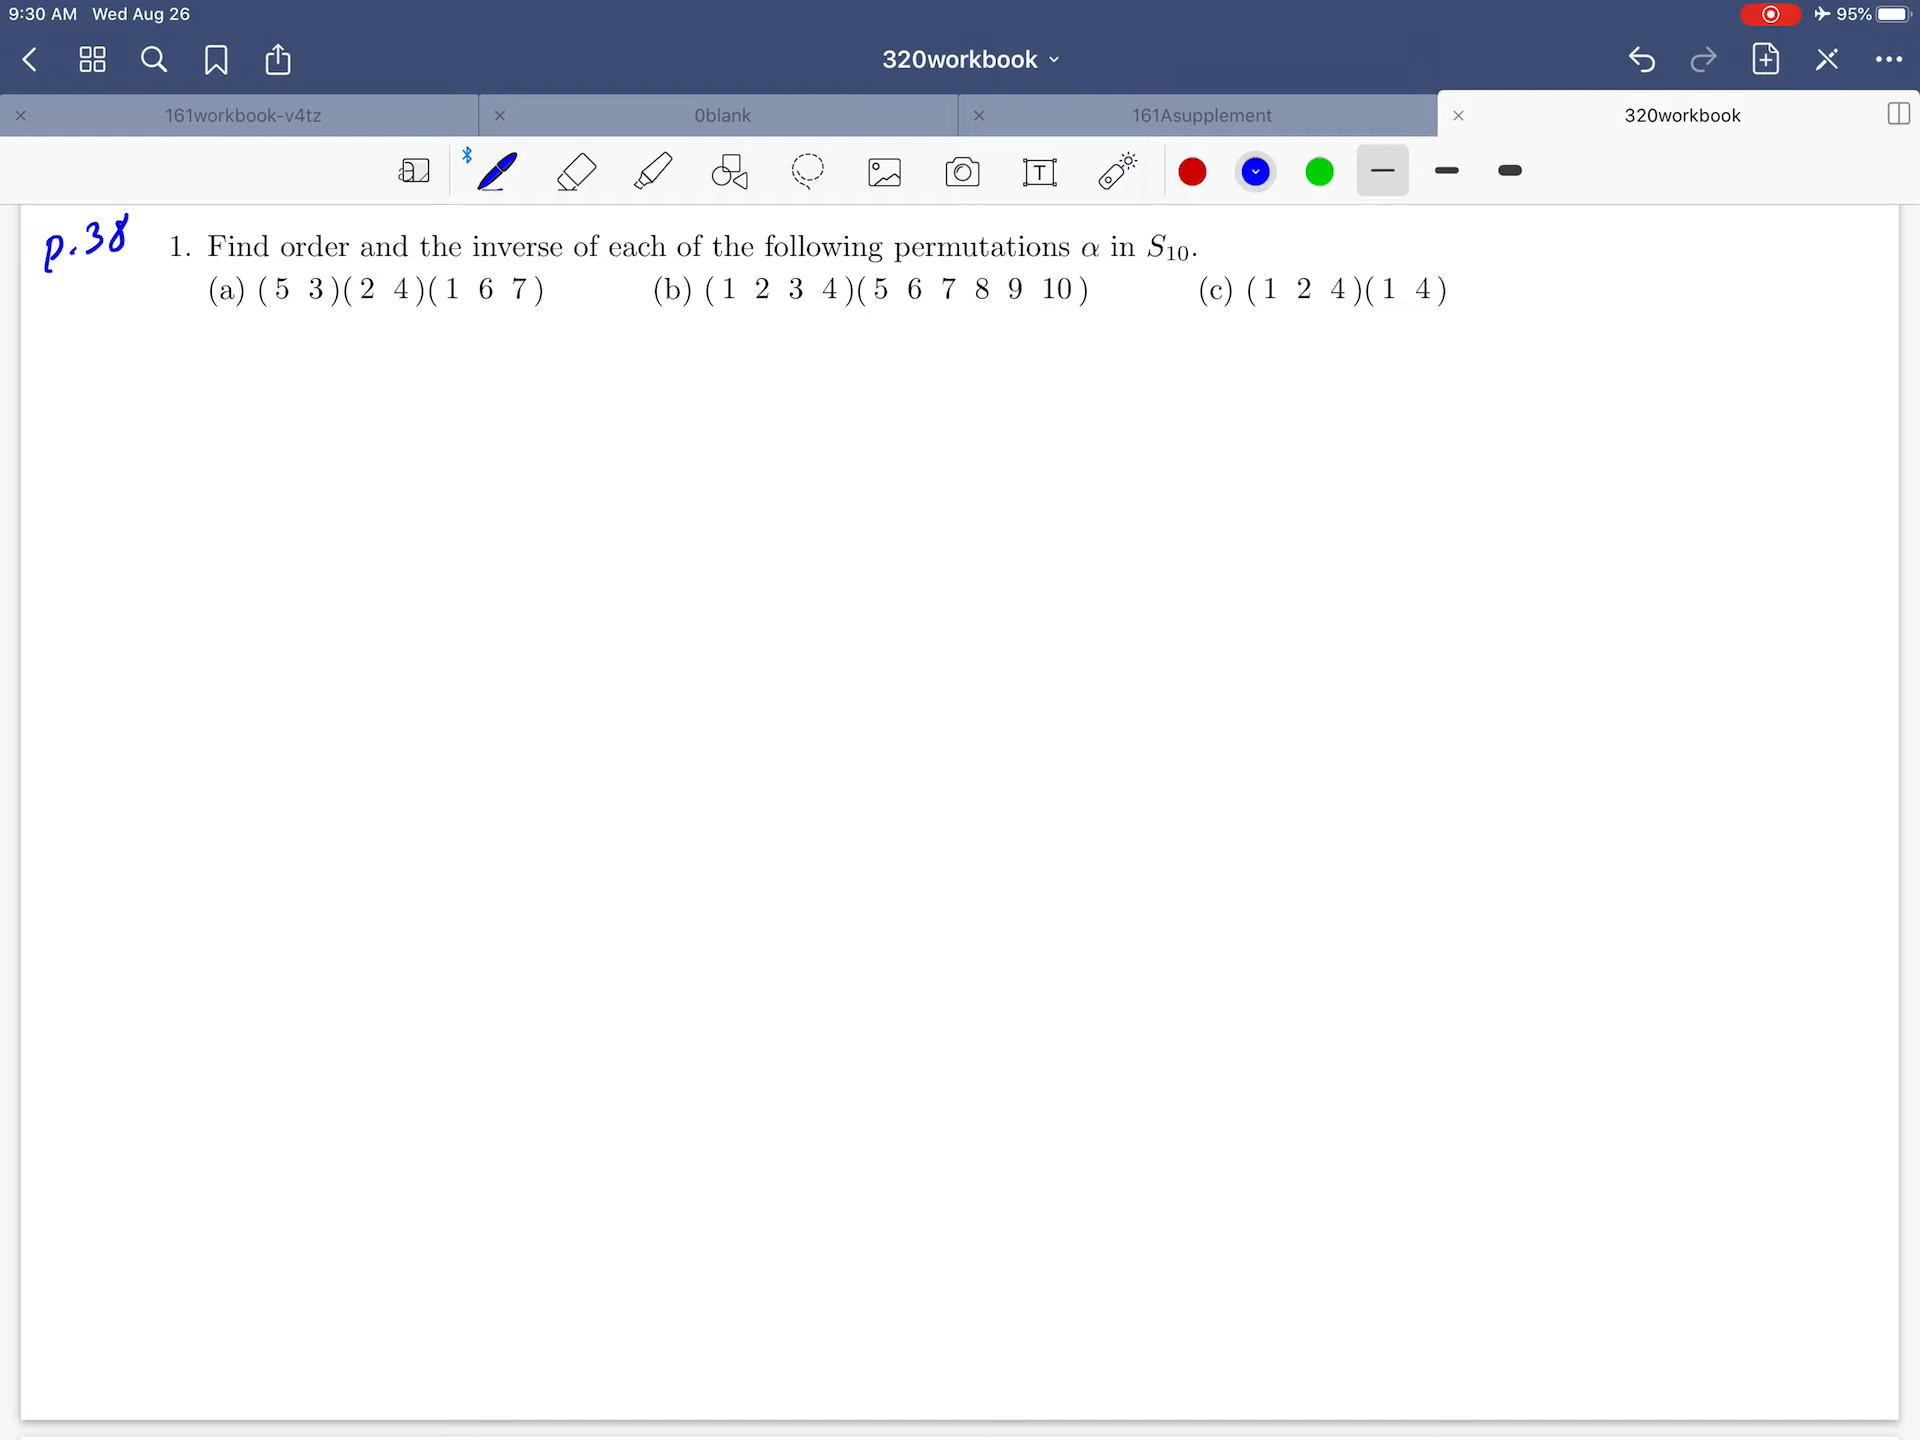 9:30 AM Wed Aug 26
95%
320workbook
161workbook-v4tz
0blank
161Asupplement
320workbook
p.38
1. Find order and the inverse of each of the following permutations α in S₁₀.
(a) ( 5 3 )( 2 4 )( 1 6 7 ) (b) ( 1 2 3 4 )( 5 6 7 8 9 10 ) (c) ( 1 2 4 )( 1 4 )